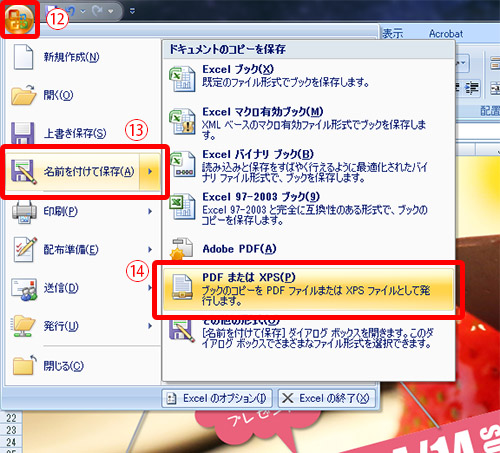 ⑫
表示 Acrobat
ドキュメントのコピーを保存
新規作成(N)
Excel ブック(X)
既定のファイル形式でブックを保存します。
開く(O)
Excel マクロ有効ブック(M)
XML ベースのマクロ有効ファイル形式でブックを保存しま
す。
配置
上書き保存(S)
⑬
Excel バイナリ ブック(B)
読み込みと保存をすばやく行えるように最適化されたバイ
ナリ ファイル形式で、ブックを保存します。
名前を付けて保存(A)
Excel 97-2003 ブック(9)
Excel 97-2003 と完全に互換性のある形式で、ブックの
コピーを保存します。
印刷(P)
Adobe PDF(A)
配布準備(E)
⑭
PDF または XPS(P)
ブックのコピーを PDF ファイルまたは XPS ファイルとして発
行します。
送信(D)
その他の形式(O)
[名前を付けて保存] ダイアログ ボックスを開きます。このダ
イアログ ボックスでさまざまなファイル形式を選択できます。
発行(U)
閉じる(C)
Excel のオプション(I)
Excel の終了(X)
22
23
24
25
プレゼン